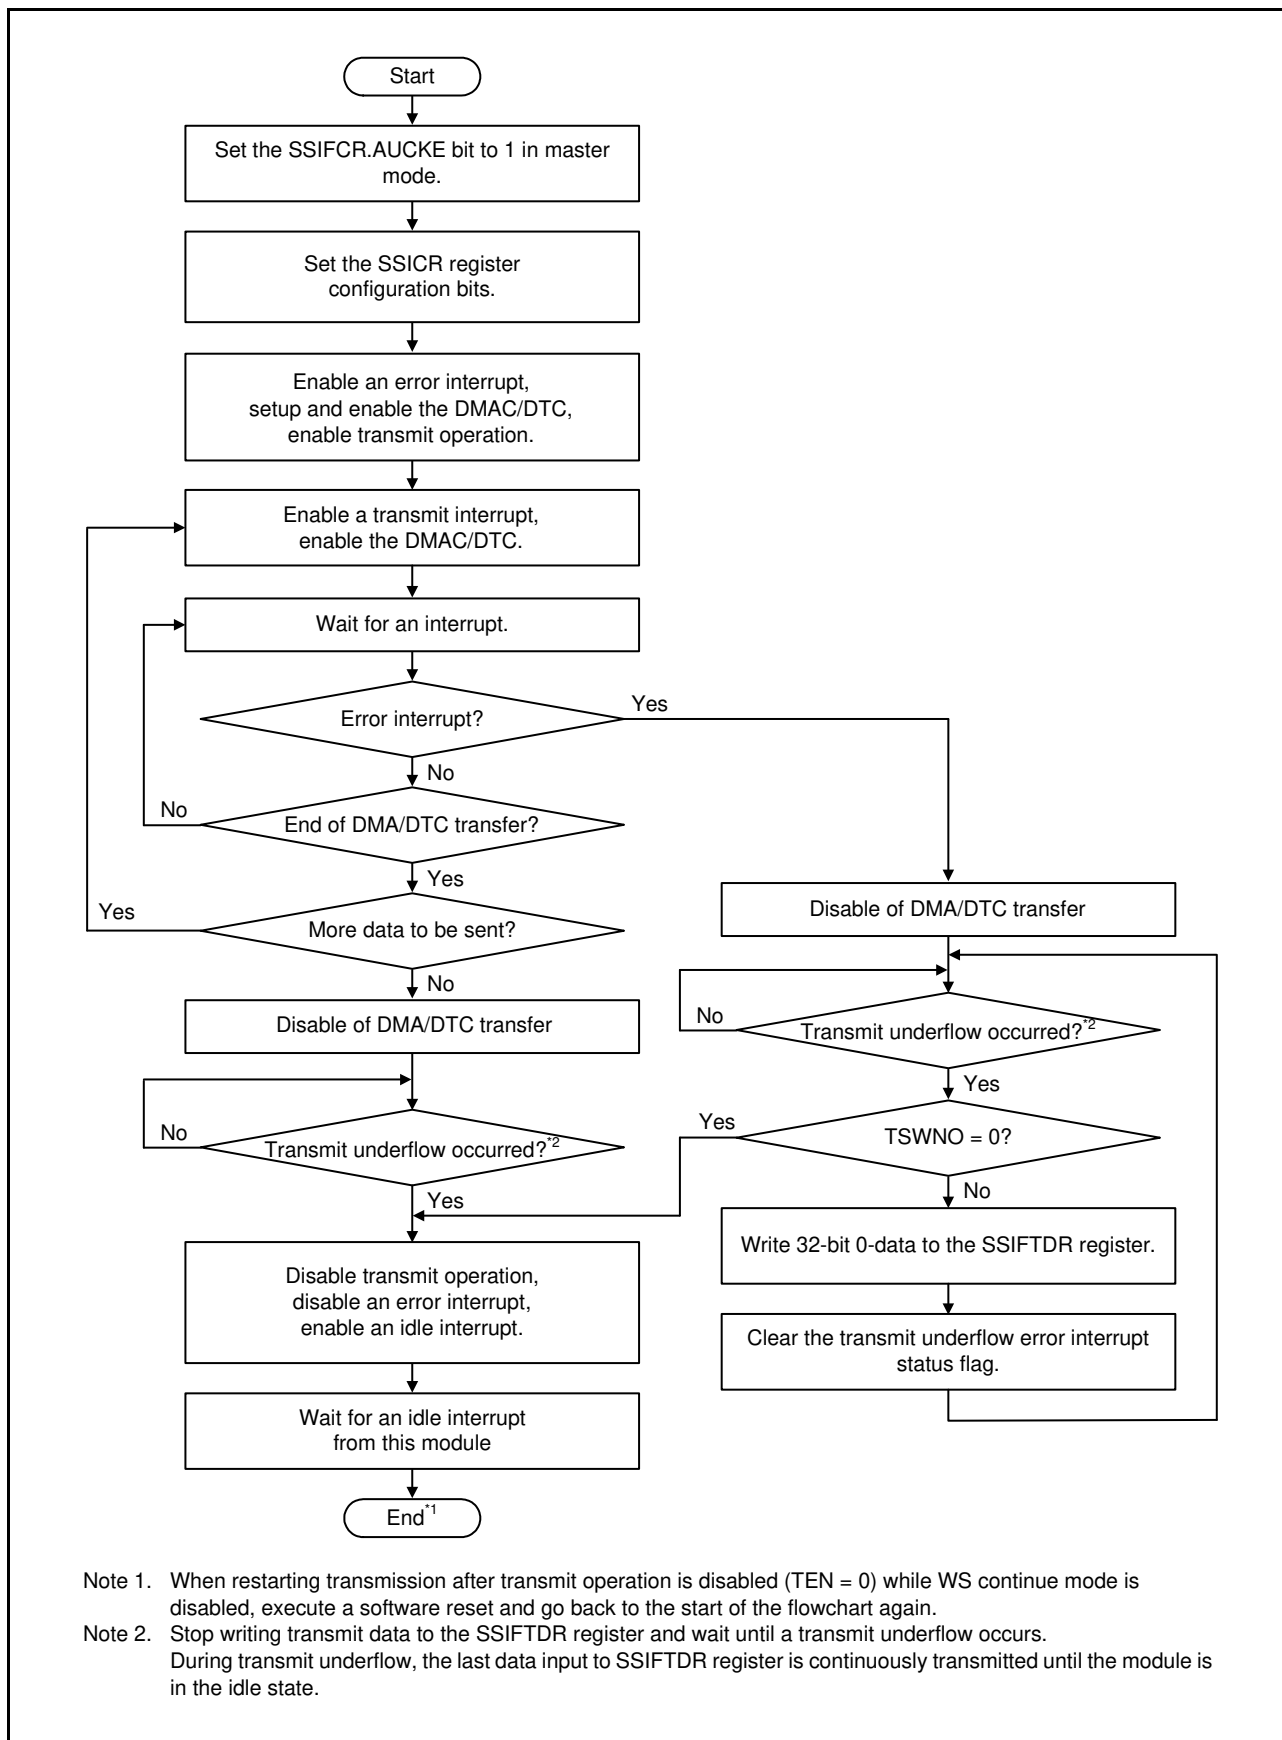 Start
Set the SSIFCR.AUCKE bit to 1 in master
mode.
Set the SSICR register
configuration bits.
Enable an error interrupt,
setup and enable the DMAC/DTC,
enable transmit operation.
Enable a transmit interrupt,
enable the DMAC/DTC.
Wait for an interrupt.
Error interrupt?
Yes
No
End of DMA/DTC transfer?
No
Yes
More data to be sent?
Yes
No
Disable of DMA/DTC transfer
Transmit underflow occurred?*2
No
Yes
Disable transmit operation,
disable an error interrupt,
enable an idle interrupt.
Wait for an idle interrupt
from this module
End*1
Disable of DMA/DTC transfer
Transmit underflow occurred?*2
No
Yes
TSWNO = 0?
Yes
No
Write 32-bit 0-data to the SSIFTDR register.
Clear the transmit underflow error interrupt
status flag.
Note 1. When restarting transmission after transmit operation is disabled (TEN = 0) while WS continue mode is
disabled, execute a software reset and go back to the start of the flowchart again.
Note 2. Stop writing transmit data to the SSIFTDR register and wait until a transmit underflow occurs.
During transmit underflow, the last data input to SSIFTDR register is continuously transmitted until the module is
in the idle state.